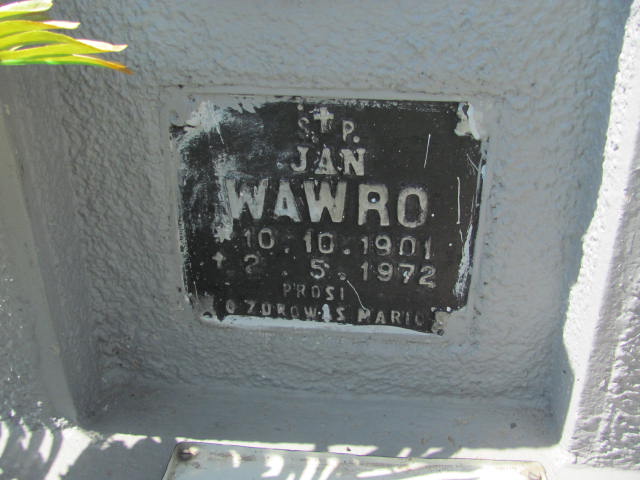 S✝P.
JAN
WAWRO
* 10.10.1901
✝ 2.5.1972
PROSI
O ZDROWAS MARIO